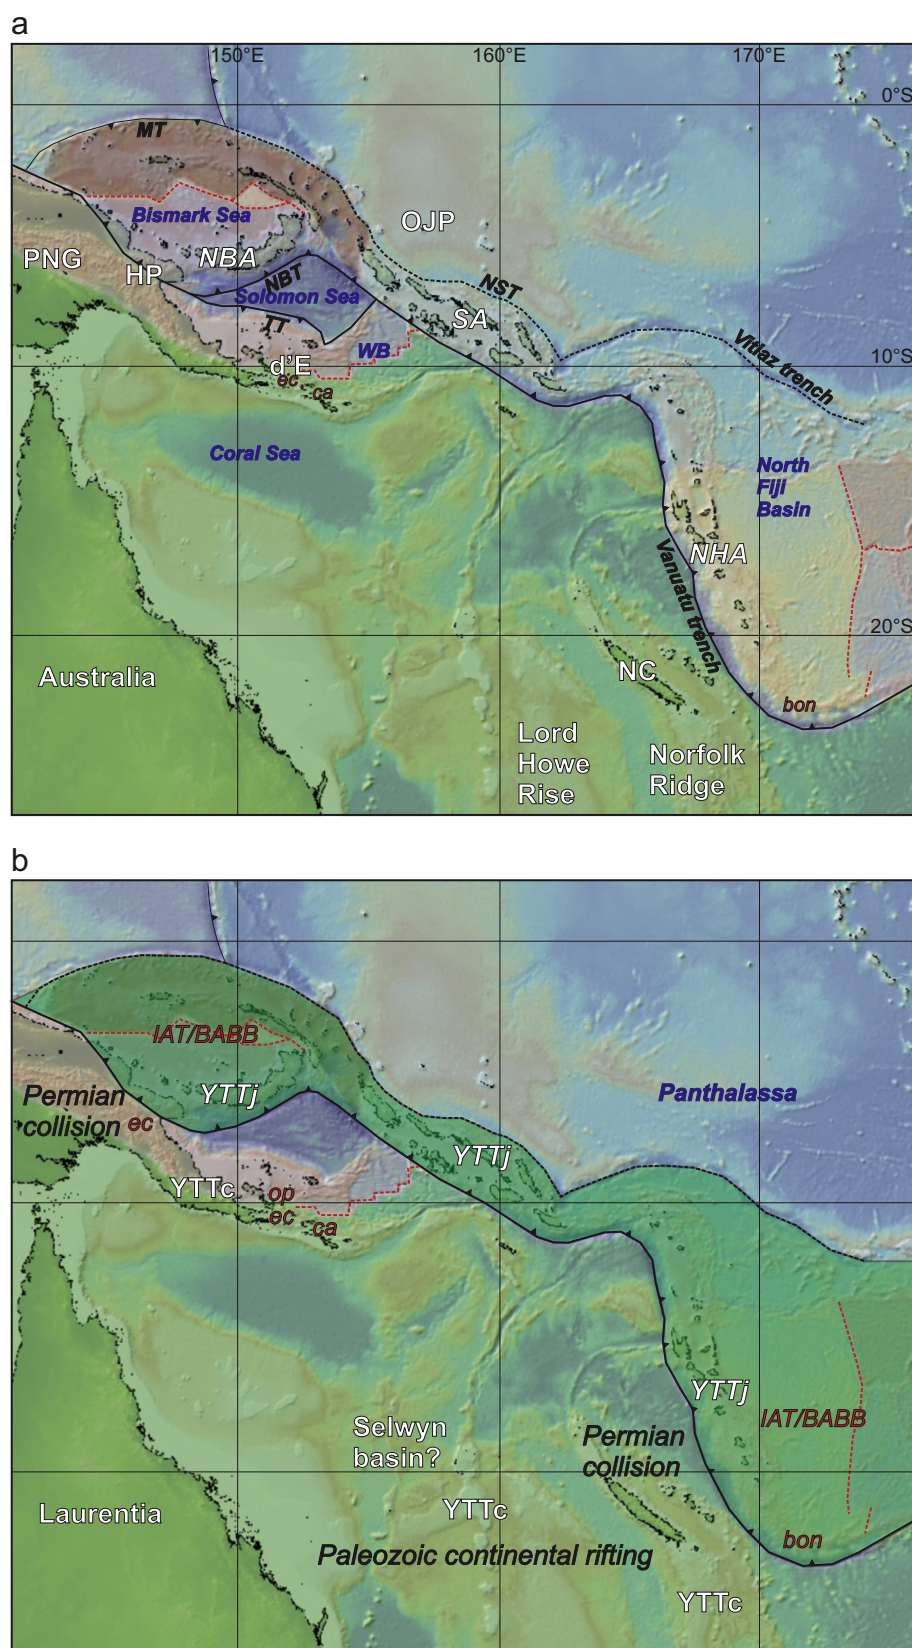 a
150°E
160°E
170°E
0°S
MT
Bismark Sea
OJP
PNG
NBA
HP
NBT
NST
Solomon Sea
TT
SA
WB
Vitiaz trench
d'E
10°S
ec
ca
Coral Sea
North
Fiji
Basin
NHA
Vanuatu trench
20°S
Australia
NC
bon
Lord
Howe
Rise
Norfolk
Ridge
b
IAT/BABB
Permian
collision
YTTj
Panthalassa
ec
YTTj
YTTc
op
ec
ca
YTTj
IAT/BABB
Selwyn
basin?
Permian
collision
Laurentia
YTTc
bon
Paleozoic continental rifting
YTTc